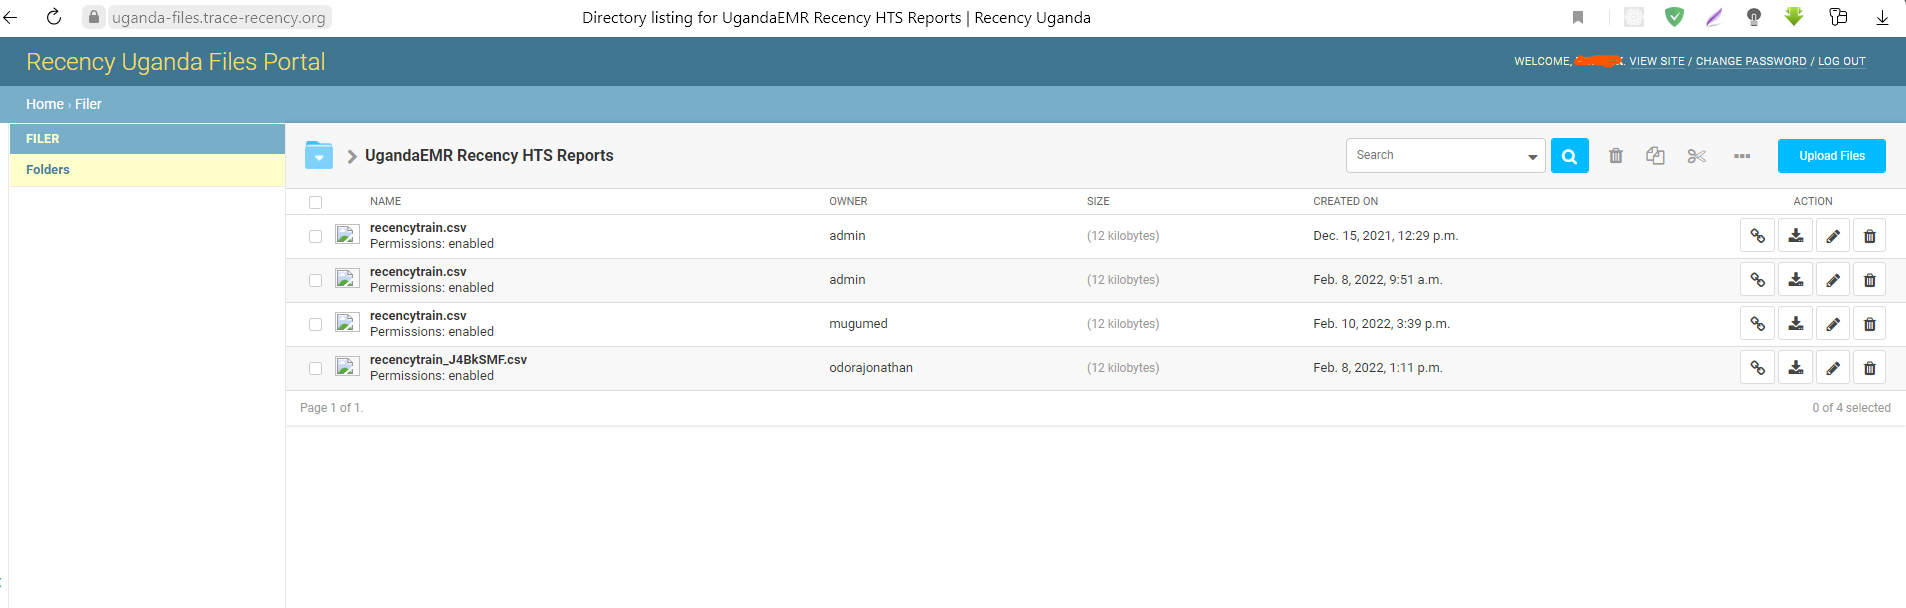 uganda-files.trace-recency.org
Directory listing for UgandaEMR Recency HTS Reports | Recency Uganda
Recency Uganda Files Portal
WELCOME, . VIEW SITE / CHANGE PASSWORD / LOG OUT
Home › Filer
FILER
Folders
UgandaEMR Recency HTS Reports
Search
Upload Files
NAME OWNER SIZE CREATED ON ACTION
recencytrain.csv
Permissions: enabled
admin (12 kilobytes) Dec. 15, 2021, 12:29 p.m.
recencytrain.csv
Permissions: enabled
admin (12 kilobytes) Feb. 8, 2022, 9:51 a.m.
recencytrain.csv
Permissions: enabled
mugumed (12 kilobytes) Feb. 10, 2022, 3:39 p.m.
recencytrain_J4BkSMF.csv
Permissions: enabled
odorajonathan (12 kilobytes) Feb. 8, 2022, 1:11 p.m.
Page 1 of 1.
0 of 4 selected